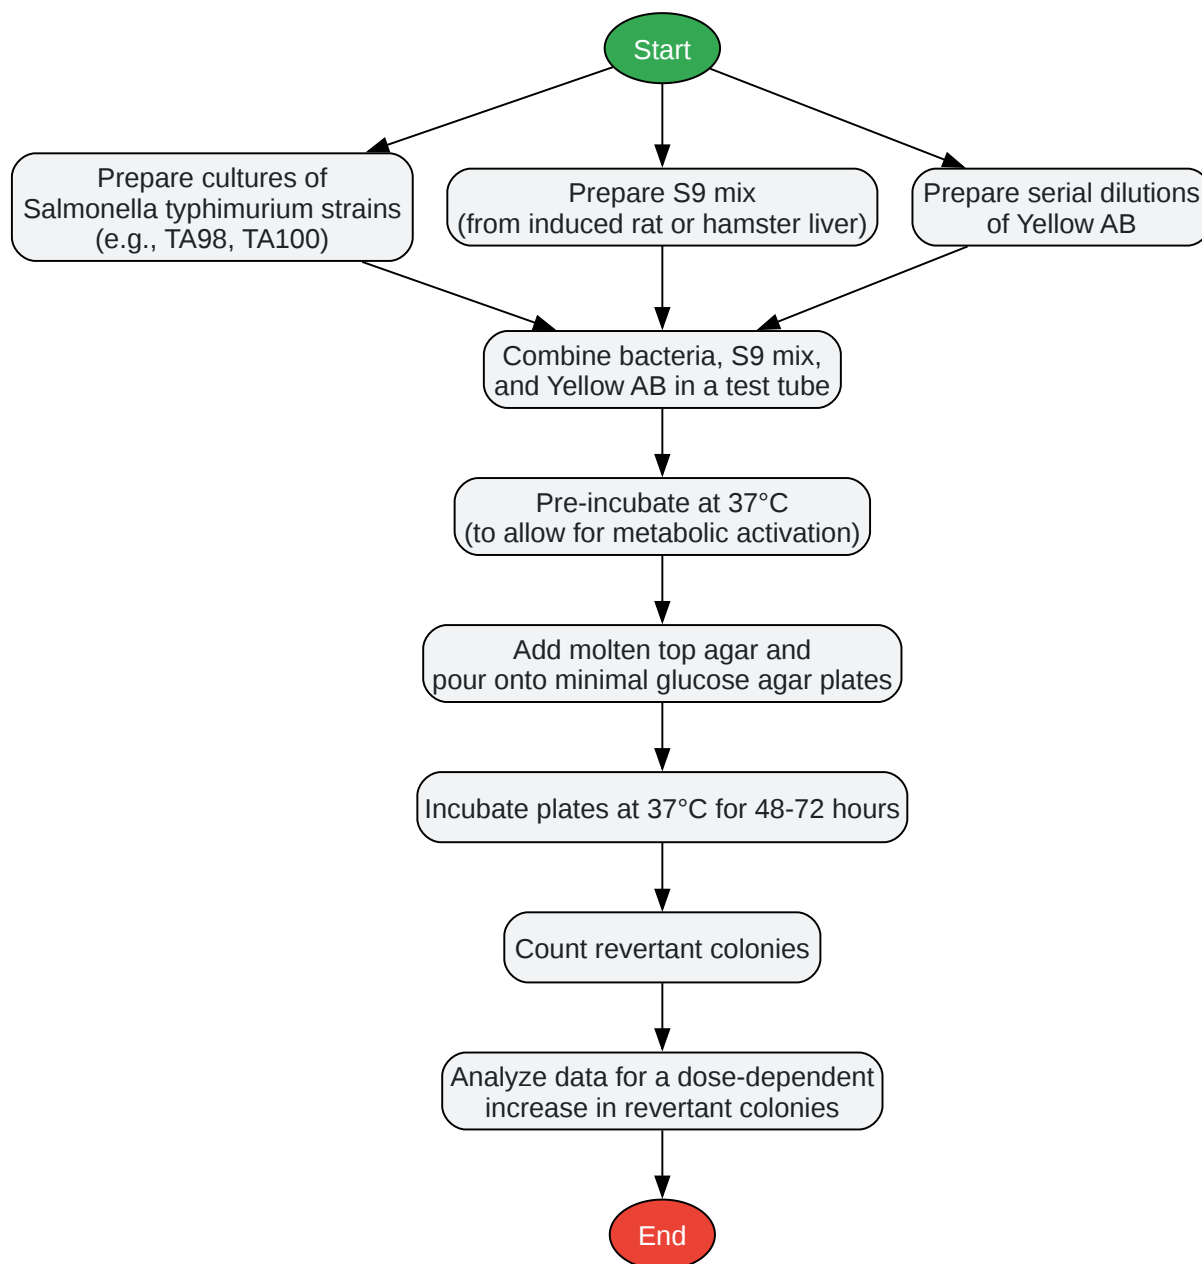 Start
Prepare cultures of
Salmonella typhimurium strains
(e.g., TA98, TA100)
Prepare S9 mix
(from induced rat or hamster liver)
Prepare serial dilutions
of Yellow AB
Combine bacteria, S9 mix,
and Yellow AB in a test tube
Pre-incubate at 37°C
(to allow for metabolic activation)
Add molten top agar and
pour onto minimal glucose agar plates
Incubate plates at 37°C for 48-72 hours
Count revertant colonies
Analyze data for a dose-dependent
increase in revertant colonies
End